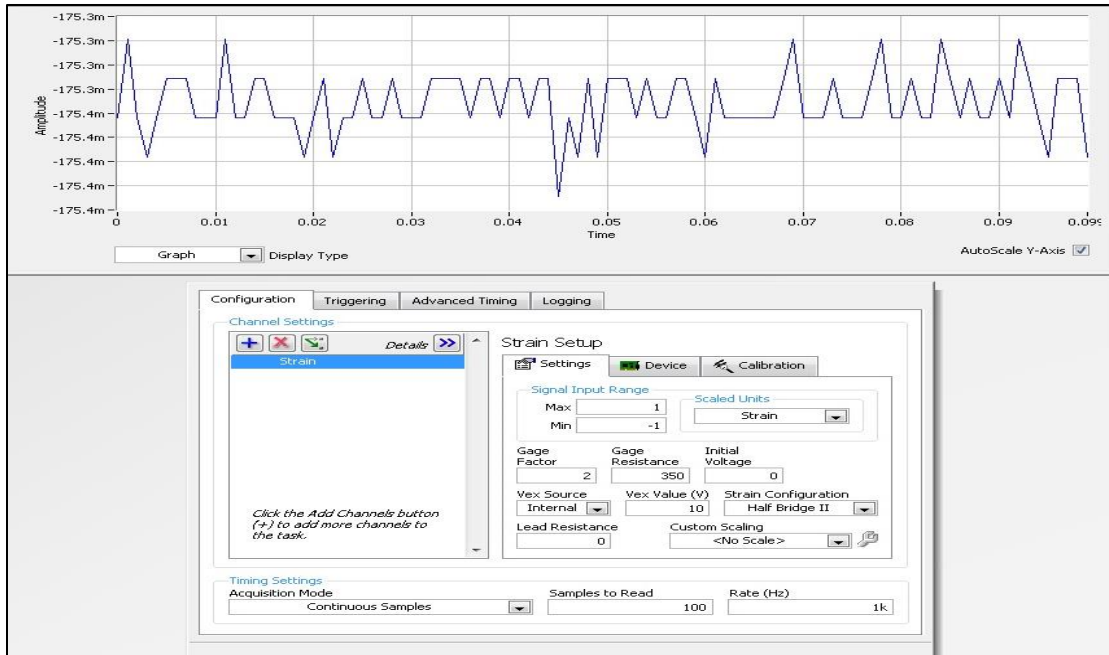 -175.3m
-175.3m
-175.3m
-175.3m
-175.4m
-175.4m
-175.4m
-175.4m
-175.4m
Amplitude
0 0.01 0.02 0.03 0.04 0.05 0.06 0.07 0.08 0.09 0.099
Time
Graph Display Type AutoScale Y-Axis
Configuration Triggering Advanced Timing Logging
Channel Settings
Details
Strain
Click the Add Channels button
(+) to add more channels to
the task.
Strain Setup
Settings Device Calibration
Signal Input Range
Max 1
Min -1
Scaled Units
Strain
Gage Factor
2
Gage Resistance
350
Initial Voltage
0
Vex Source Vex Value (V) Strain Configuration
Internal 10 Half Bridge II
Lead Resistance Custom Scaling
0 <No Scale>
Timing Settings
Acquisition Mode Samples to Read Rate (Hz)
Continuous Samples 100 1k